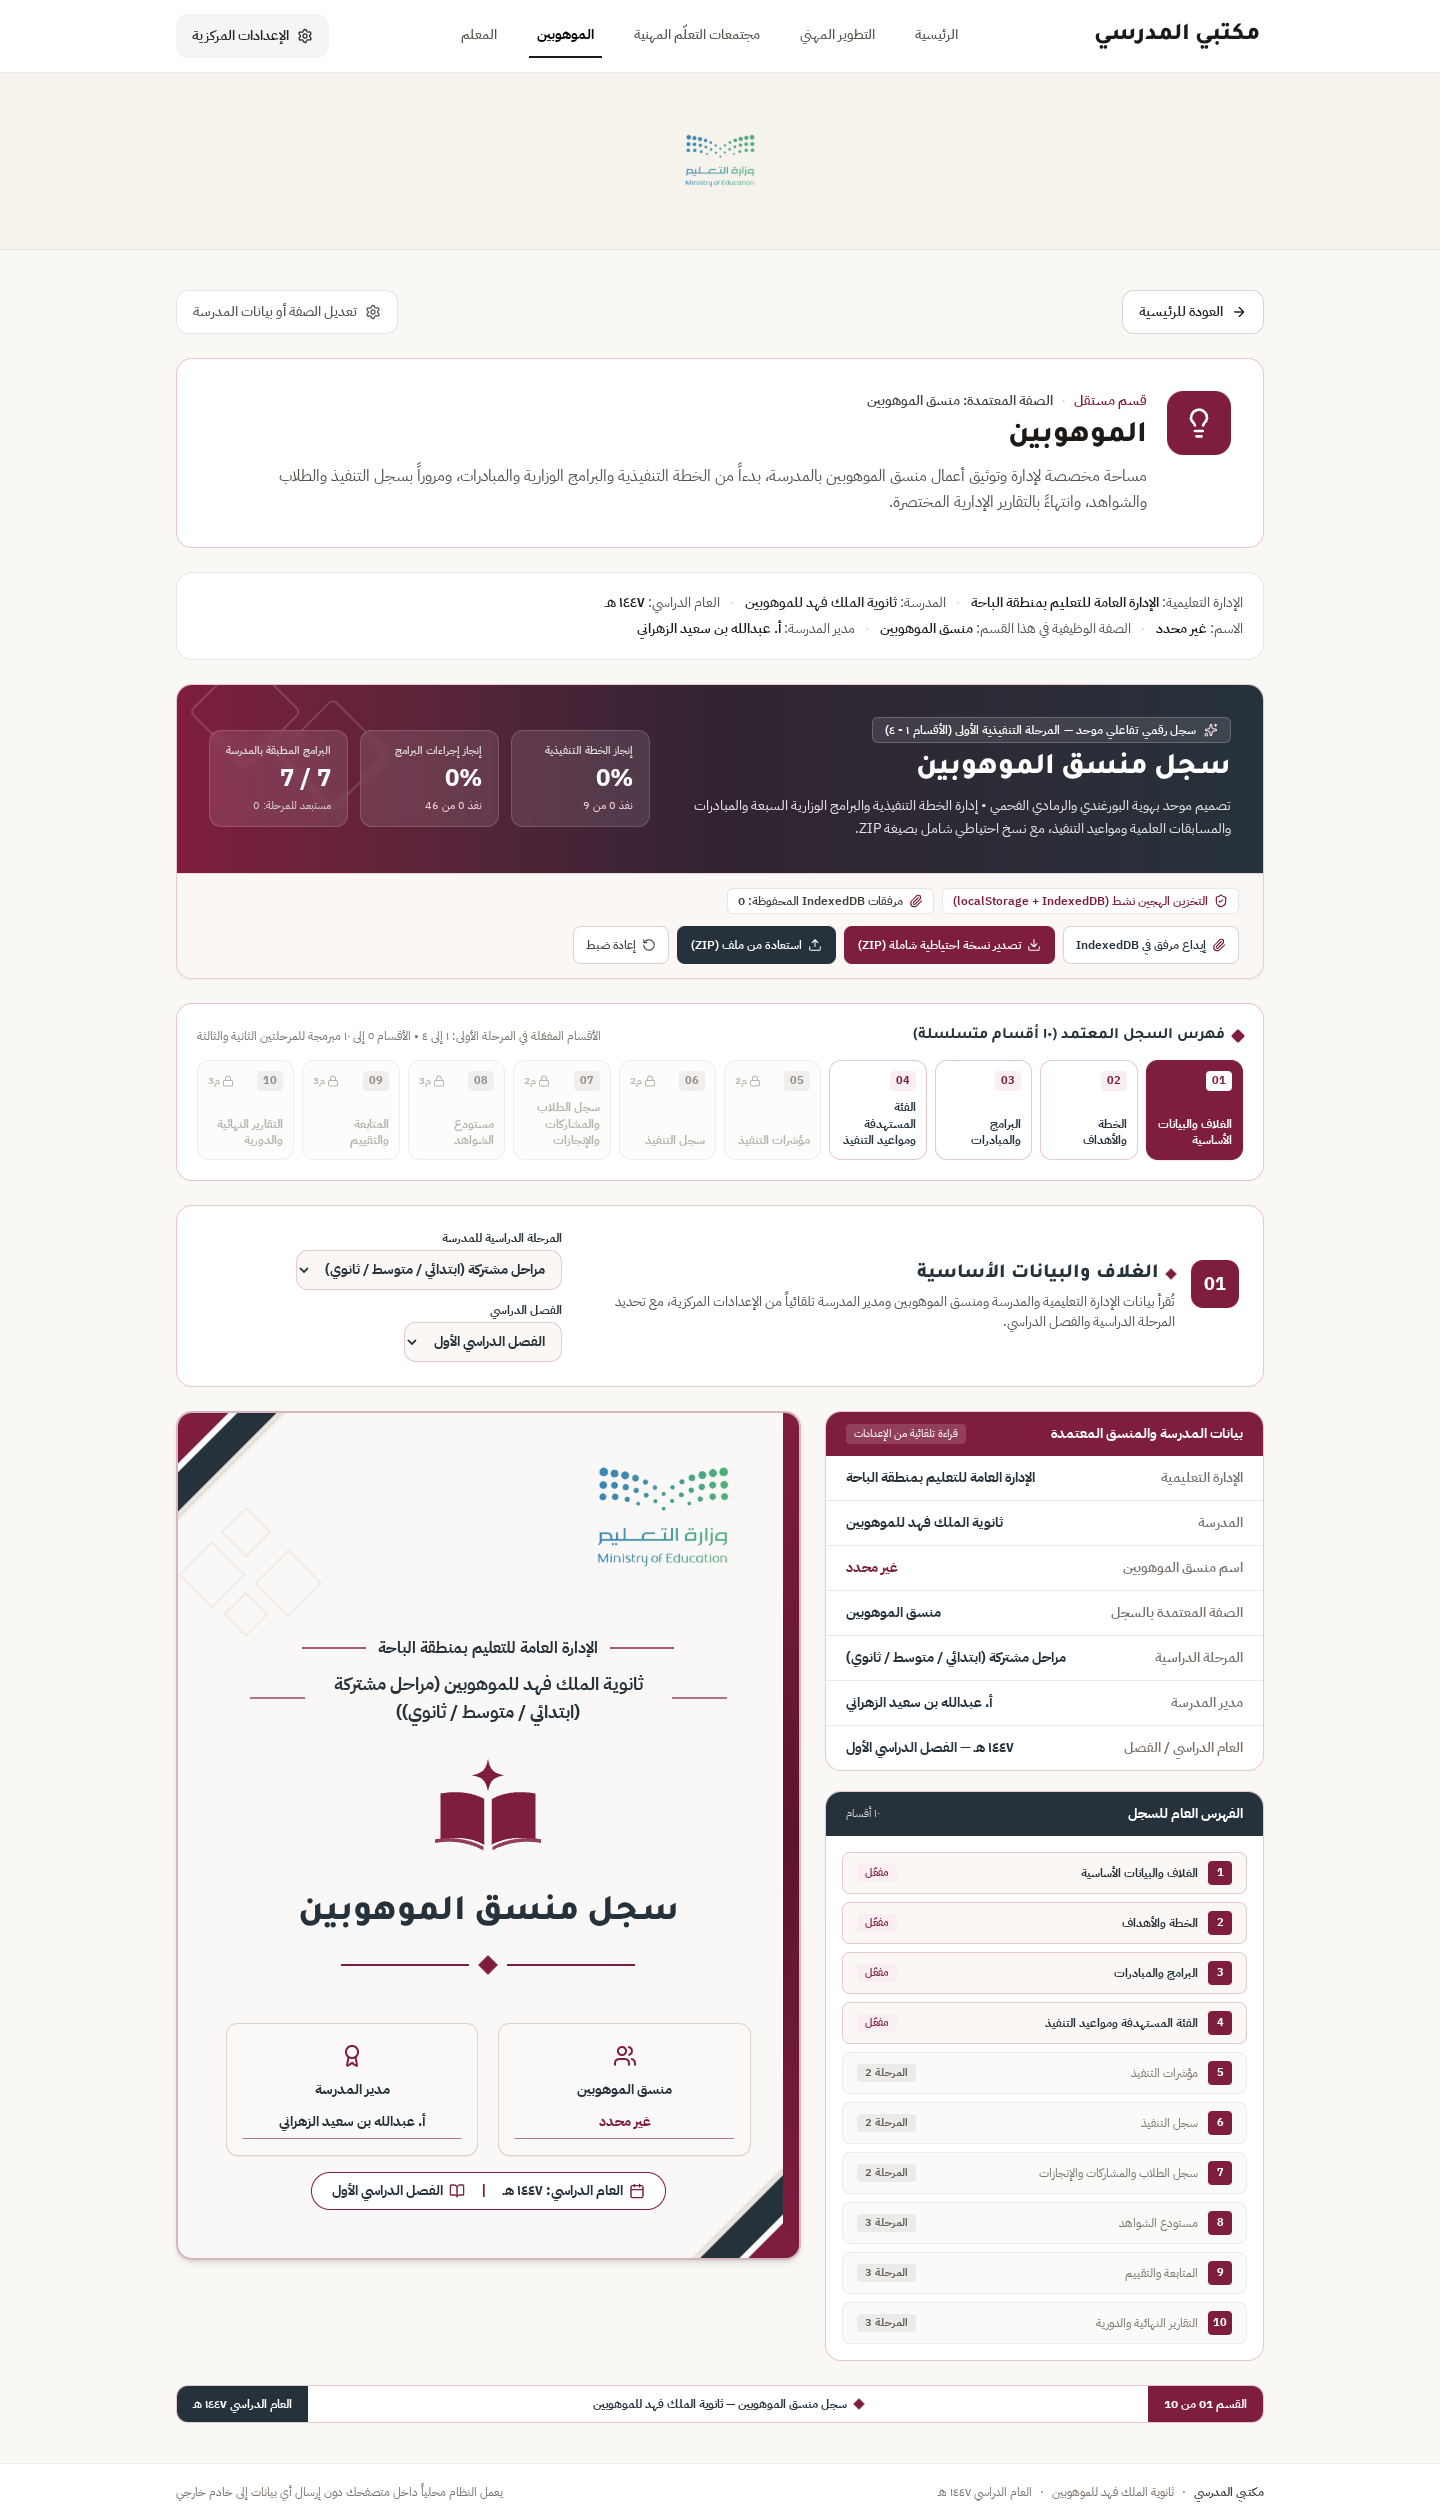 مكتبي المدرسي
الرئيسية
التطوير المهني
مجتمعات التعلّم المهنية
الموهوبين
المعلم
الإعدادات المركزية
وزارة التعليم
Ministry of Education
العودة للرئيسية
تعديل الصفة أو بيانات المدرسة
قسم مستقل · الصفة المعتمدة: منسق الموهوبين
الموهوبين
مساحة مخصصة لإدارة وتوثيق أعمال منسق الموهوبين بالمدرسة، بدءاً من الخطة التنفيذية والبرامج الوزارية والمبادرات، ومروراً بسجل التنفيذ والطلاب
والشواهد، وانتهاءً بالتقارير الإدارية المختصرة.
الإدارة التعليمية: الإدارة العامة للتعليم بمنطقة الباحة · المدرسة: ثانوية الملك فهد للموهوبين · العام الدراسي: ١٤٤٧ هـ
الاسم: غير محدد · الصفة الوظيفية في هذا القسم: منسق الموهوبين · مدير المدرسة: أ. عبدالله بن سعيد الزهراني
سجل رقمي تفاعلي موحد — المرحلة التنفيذية الأولى (الأقسام ١ - ٤)
سجل منسق الموهوبين
تصميم موحد بهوية البورغندي والرمادي الفحمي • إدارة الخطة التنفيذية والبرامج الوزارية السبعة والمبادرات
والمسابقات العلمية ومواعيد التنفيذ، مع نسخ احتياطي شامل بصيغة ZIP.
إنجاز الخطة التنفيذية
0%
نفذ 0 من 9
إنجاز إجراءات البرامج
0%
نفذ 0 من 46
البرامج المطبقة بالمدرسة
7 / 7
مستبعد للمرحلة: 0
التخزين الهجين نشط (localStorage + IndexedDB)
مرفقات IndexedDB المحفوظة: 0
إيداع مرفق في IndexedDB
تصدير نسخة احتياطية شاملة (ZIP)
استعادة من ملف (ZIP)
إعادة ضبط
فهرس السجل المعتمد (١٠ أقسام متسلسلة)
الأقسام المفعّلة في المرحلة الأولى: ١ إلى ٤ • الأقسام ٥ إلى ١٠ مبرمجة للمرحلتين الثانية والثالثة
01
الغلاف والبيانات
الأساسية
02
الخطة
والأهداف
03
البرامج
والمبادرات
04
الفئة
المستهدفة
ومواعيد التنفيذ
05
م2
مؤشرات التنفيذ
06
م2
سجل التنفيذ
07
م2
سجل الطلاب
والمشاركات
والإنجازات
08
م3
مستودع
الشواهد
09
م3
المتابعة
والتقييم
10
م3
التقارير النهائية
والدورية
01
الغلاف والبيانات الأساسية
تُقرأ بيانات الإدارة التعليمية والمدرسة ومنسق الموهوبين ومدير المدرسة تلقائياً من الإعدادات المركزية، مع تحديد
المرحلة الدراسية والفصل الدراسي.
المرحلة الدراسية للمدرسة
مراحل مشتركة (ابتدائي / متوسط / ثانوي)
الفصل الدراسي
الفصل الدراسي الأول
بيانات المدرسة والمنسق المعتمدة
قراءة تلقائية من الإعدادات
الإدارة التعليمية
الإدارة العامة للتعليم بمنطقة الباحة
المدرسة
ثانوية الملك فهد للموهوبين
اسم منسق الموهوبين
غير محدد
الصفة المعتمدة بالسجل
منسق الموهوبين
المرحلة الدراسية
مراحل مشتركة (ابتدائي / متوسط / ثانوي)
مدير المدرسة
أ. عبدالله بن سعيد الزهراني
العام الدراسي / الفصل
١٤٤٧ هـ — الفصل الدراسي الأول
الفهرس العام للسجل
١٠ أقسام
1
الغلاف والبيانات الأساسية
مفعّل
2
الخطة والأهداف
مفعّل
3
البرامج والمبادرات
مفعّل
4
الفئة المستهدفة ومواعيد التنفيذ
مفعّل
5
مؤشرات التنفيذ
المرحلة 2
6
سجل التنفيذ
المرحلة 2
7
سجل الطلاب والمشاركات والإنجازات
المرحلة 2
8
مستودع الشواهد
المرحلة 3
9
المتابعة والتقييم
المرحلة 3
10
التقارير النهائية والدورية
المرحلة 3
وزارة التعليم
Ministry of Education
الإدارة العامة للتعليم بمنطقة الباحة
ثانوية الملك فهد للموهوبين (مراحل مشتركة
(ابتدائي / متوسط / ثانوي))
سجل منسق الموهوبين
منسق الموهوبين
غير محدد
مدير المدرسة
أ. عبدالله بن سعيد الزهراني
العام الدراسي: ١٤٤٧ هـ | الفصل الدراسي الأول
القسم 01 من 10
سجل منسق الموهوبين — ثانوية الملك فهد للموهوبين
العام الدراسي ١٤٤٧ هـ
مكتبي المدرسي · ثانوية الملك فهد للموهوبين · العام الدراسي ١٤٤٧ هـ
يعمل النظام محلياً داخل متصفحك دون إرسال أي بيانات إلى خادم خارجي